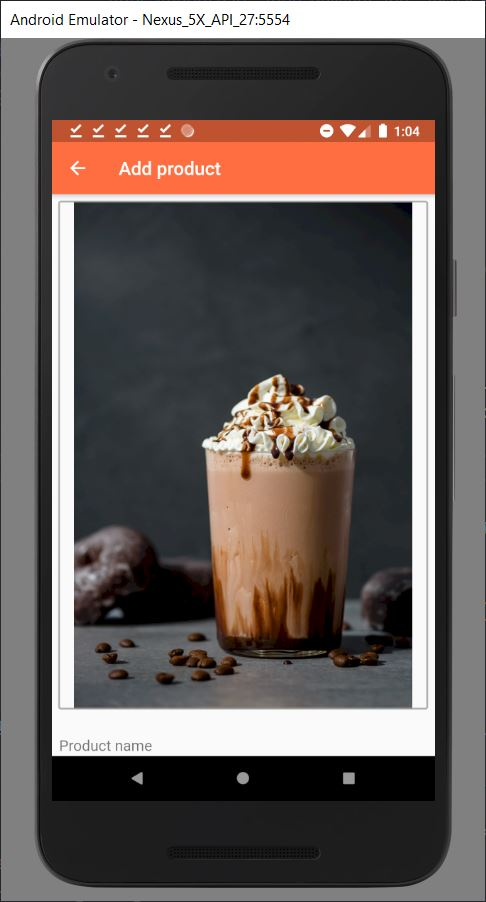 Android Emulator - Nexus_5X_API_27:5554
1:04
Add product
Product name